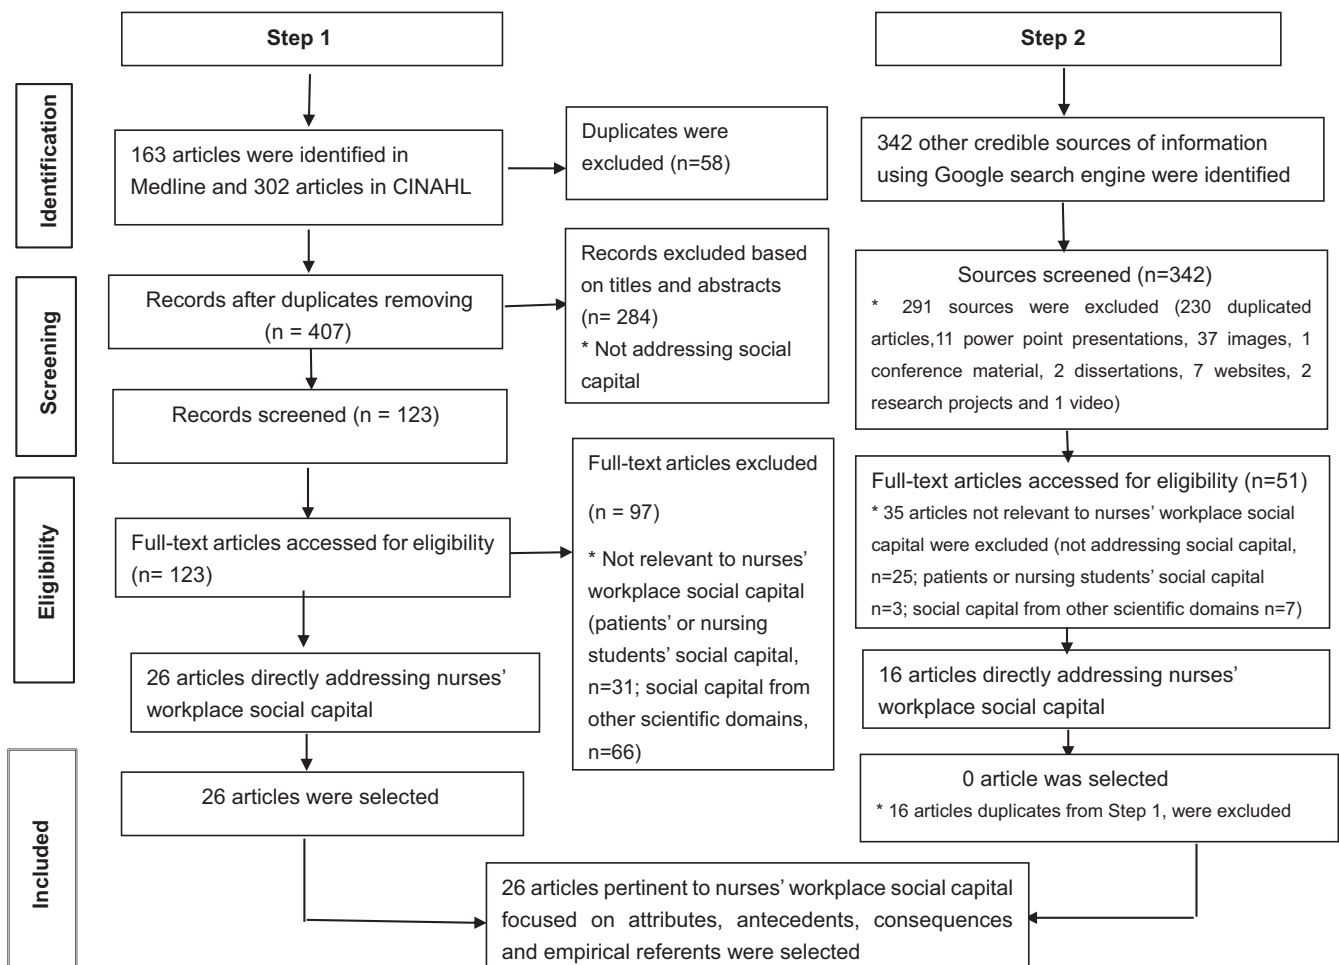 Step 1
Step 2
Identification
163 articles were identified in
Medline and 302 articles in CINAHL
Duplicates were
excluded (n=58)
342 other credible sources of information
using Google search engine were identified
Screening
Records after duplicates removing
(n = 407)
Records excluded based
on titles and abstracts
(n= 284)
* Not addressing social
capital
Records screened (n = 123)
Sources screened (n=342)
* 291 sources were excluded (230 duplicated
articles,11 power point presentations, 37 images, 1
conference material, 2 dissertations, 7 websites, 2
research projects and 1 video)
Eligibility
Full-text articles accessed for eligibility
(n= 123)
Full-text articles excluded
(n = 97)
* Not relevant to nurses’
workplace social capital
(patients’ or nursing
students’ social capital,
n=31; social capital from
other scientific domains,
n=66)
Full-text articles accessed for eligibility (n=51)
* 35 articles not relevant to nurses’ workplace social
capital were excluded (not addressing social capital,
n=25; patients or nursing students’ social capital
n=3; social capital from other scientific domains n=7)
26 articles directly addressing nurses’
workplace social capital
16 articles directly addressing nurses’
workplace social capital
Included
26 articles were selected
0 article was selected
* 16 articles duplicates from Step 1, were excluded
26 articles pertinent to nurses’ workplace social capital
focused on attributes, antecedents, consequences
and empirical referents were selected